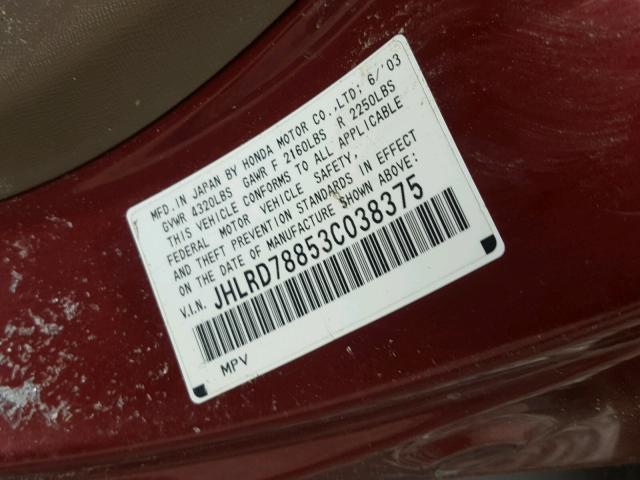 MFD. IN JAPAN BY HONDA MOTOR CO.,LTD; 6/'03
GVWR 4320LBS GAWR F 2160LBS R 2250LBS
THIS VEHICLE CONFORMS TO ALL APPLICABLE
FEDERAL MOTOR VEHICLE SAFETY,
AND THEFT PREVENTION STANDARDS IN EFFECT
ON THE DATE OF MANUFACTURE SHOWN ABOVE:
V.I.N. JHLRD78853C038375
MPV